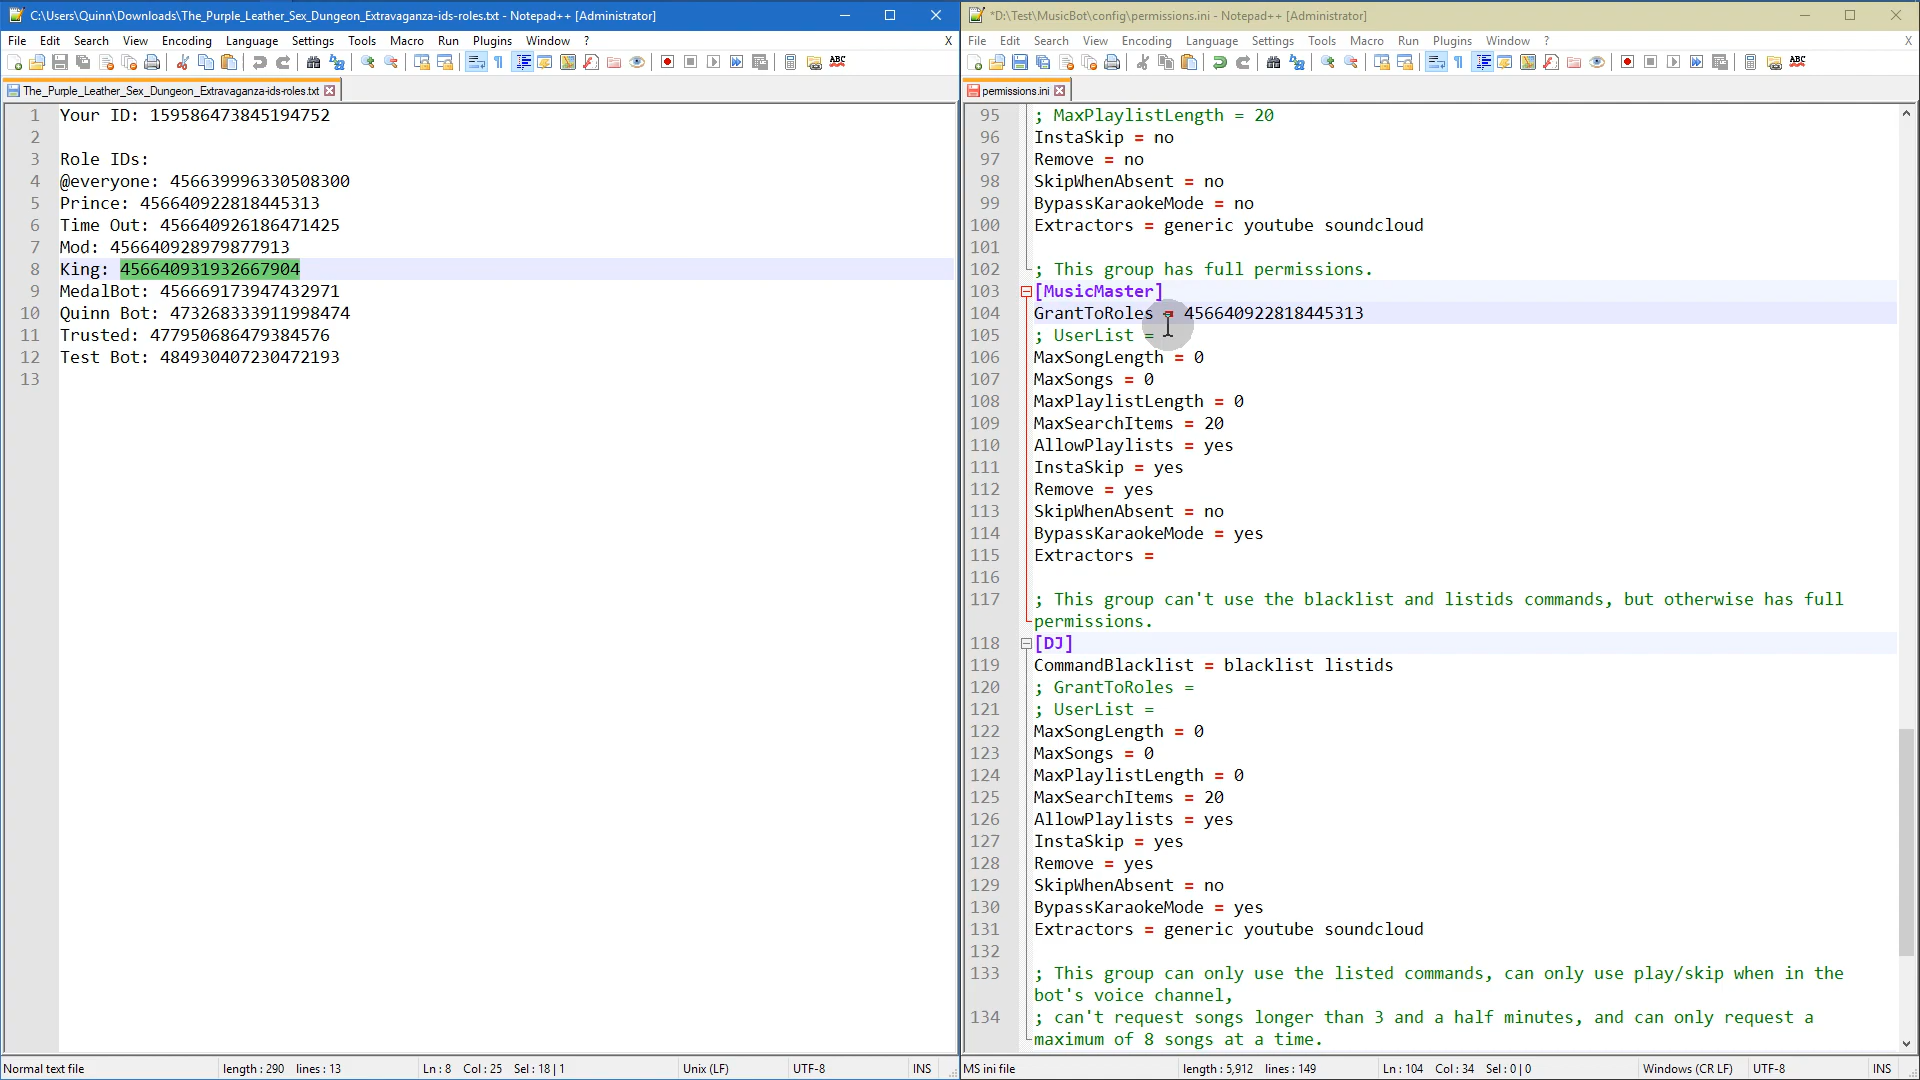 C:\Users\Quinn\Downloads\The_Purple_Leather_Sex_Dungeon_Extravaganza-ids-roles.txt - Notepad++ [Administrator]
File Edit Search View Encoding Language Settings Tools Macro Run Plugins Window ? X
The_Purple_Leather_Sex_Dungeon_Extravaganza-ids-roles.txt
1 Your ID: 159586473845194752
2
3 Role IDs:
4 @everyone: 456639996330508300
5 Prince: 456640922818445313
6 Time Out: 456640926186471425
7 Mod: 456640928979877913
8 King: 456640931932667904
9 MedalBot: 456669173947432971
10 Quinn Bot: 473268333911998474
11 Trusted: 477950686479384576
12 Test Bot: 484930407230472193
13
Normal text file length : 290 lines : 13 Ln : 8 Col : 25 Sel : 18 | 1 Unix (LF) UTF-8 INS
*D:\Test\MusicBot\config\permissions.ini - Notepad++ [Administrator]
File Edit Search View Encoding Language Settings Tools Macro Run Plugins Window ? X
permissions.ini
95 ; MaxPlaylistLength = 20
96 InstaSkip = no
97 Remove = no
98 SkipWhenAbsent = no
99 BypassKaraokeMode = no
100 Extractors = generic youtube soundcloud
101
102 ; This group has full permissions.
103 [MusicMaster]
104 GrantToRoles = 456640922818445313
105 ; UserList =
106 MaxSongLength = 0
107 MaxSongs = 0
108 MaxPlaylistLength = 0
109 MaxSearchItems = 20
110 AllowPlaylists = yes
111 InstaSkip = yes
112 Remove = yes
113 SkipWhenAbsent = no
114 BypassKaraokeMode = yes
115 Extractors =
116
117 ; This group can't use the blacklist and listids commands, but otherwise has full
permissions.
118 [DJ]
119 CommandBlacklist = blacklist listids
120 ; GrantToRoles =
121 ; UserList =
122 MaxSongLength = 0
123 MaxSongs = 0
124 MaxPlaylistLength = 0
125 MaxSearchItems = 20
126 AllowPlaylists = yes
127 InstaSkip = yes
128 Remove = yes
129 SkipWhenAbsent = no
130 BypassKaraokeMode = yes
131 Extractors = generic youtube soundcloud
132
133 ; This group can only use the listed commands, can only use play/skip when in the
bot's voice channel,
134 ; can't request songs longer than 3 and a half minutes, and can only request a
maximum of 8 songs at a time.
MS ini file length : 5,912 lines : 149 Ln : 104 Col : 34 Sel : 0 | 0 Windows (CR LF) UTF-8 INS